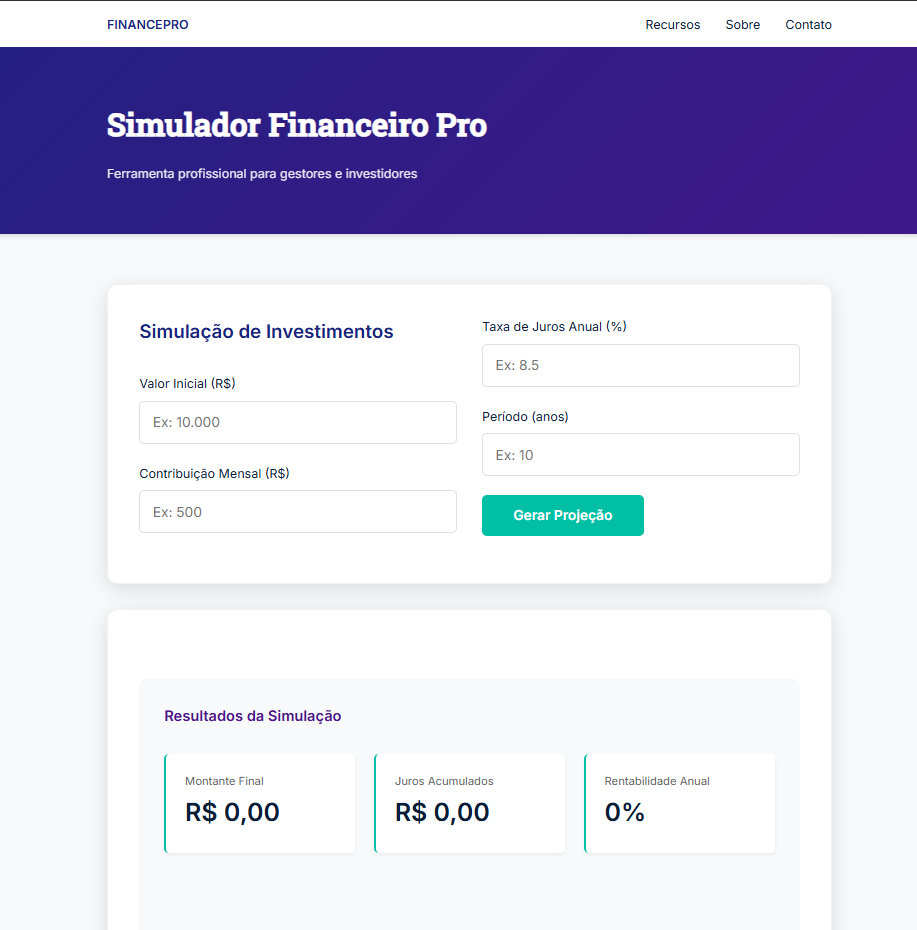 FINANCEPRO
Recursos Sobre Contato
Simulador Financeiro Pro
Ferramenta profissional para gestores e investidores
Simulação de Investimentos
Valor Inicial (R$)
Ex: 10.000
Contribuição Mensal (R$)
Ex: 500
Taxa de Juros Anual (%)
Ex: 8.5
Período (anos)
Ex: 10
Gerar Projeção
Resultados da Simulação
Montante Final
R$ 0,00
Juros Acumulados
R$ 0,00
Rentabilidade Anual
0%